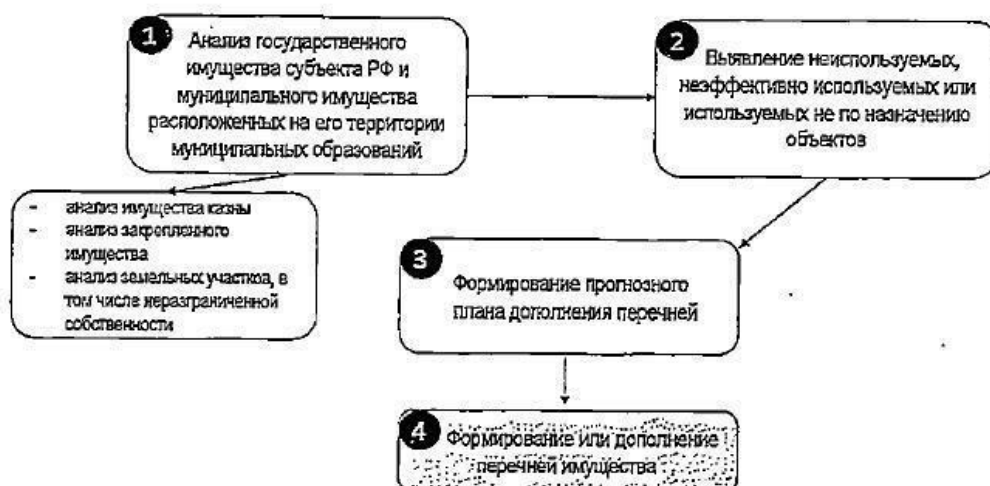 1
Анализ государственного
имущества субъекта РФ и
муниципального имущества
расположенных на его территории
муниципальных образований
2
Выявление неиспользуемых,
неэффективно используемых или
используемых не по назначению
объектов
- анализ имущества казны
- анализ закрепленного
имущества
- анализ земельных участков, в
том числе неразграниченной
собственности
3
Формирование прогнозного
плана дополнения перечней
4
Формирование или дополнение
перечней имущества